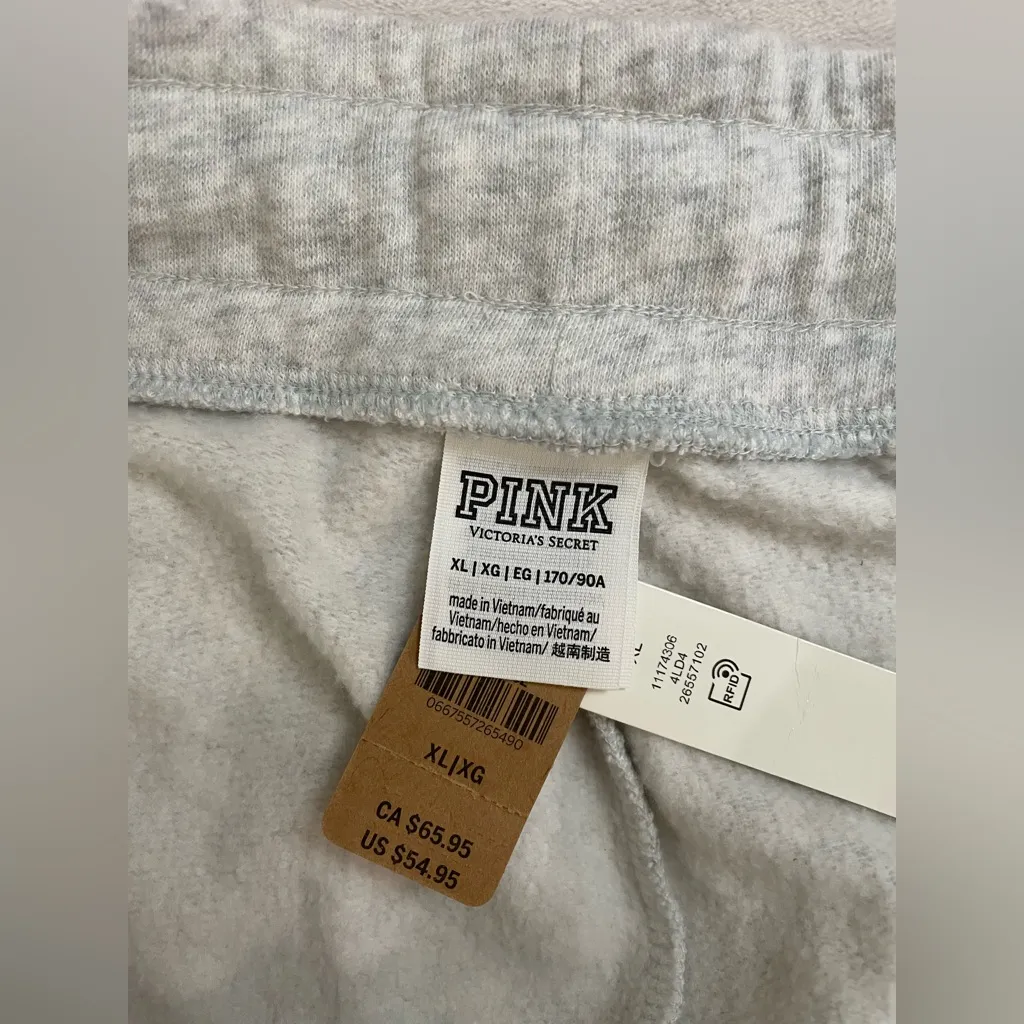 PINK
VICTORIA'S SECRET
XL | XG | EG | 170/90A
made in Vietnam/fabriqué au
Vietnam/hecho en Vietnam/
fabbricato in Vietnam/ 越南制造
XL
11174306
4LD4
26557102
RFID
0667557265490
XL|XG
CA $65.95
US $54.95